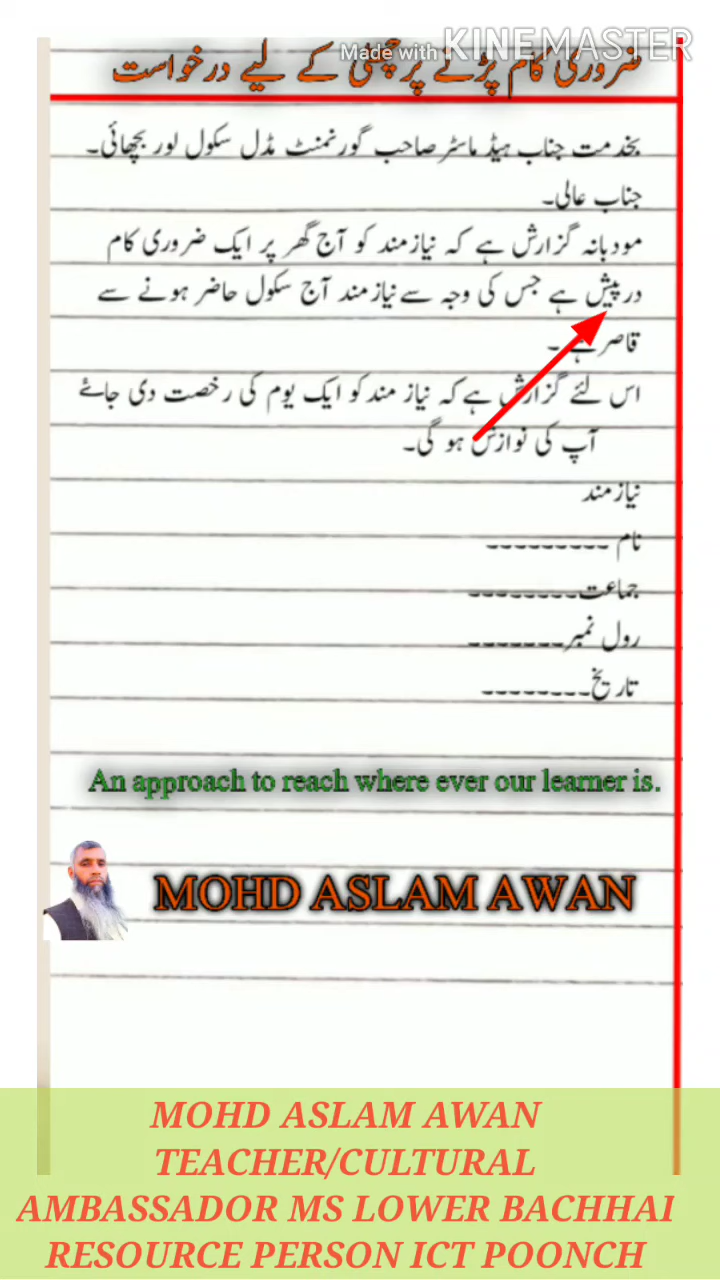 Made with KINEMASTER
ضروری کام پڑنے پر چھٹی کے لیے درخواست
بخدمت جناب ہیڈ ماسٹر صاحب گورنمنٹ مڈل سکول لور بچھائی۔
جناب عالی۔
مودبانہ گزارش ہے کہ نیازمند کو آج گھر پر ایک ضروری کام
درپیش ہے جس کی وجہ سے نیازمند آج سکول حاضر ہونے سے
قاصر ہے۔
اس لئے گزارش ہے کہ نیاز مند کو ایک یوم کی رخصت دی جائے
آپ کی نوازش ہو گی۔
نیازمند
نام ---------
جماعت--------
رول نمبر-------
تاریخ--------
An approach to reach where ever our learner is.
MOHD ASLAM AWAN
MOHD ASLAM AWAN
TEACHER/CULTURAL
AMBASSADOR MS LOWER BACHHAI
RESOURCE PERSON ICT POONCH